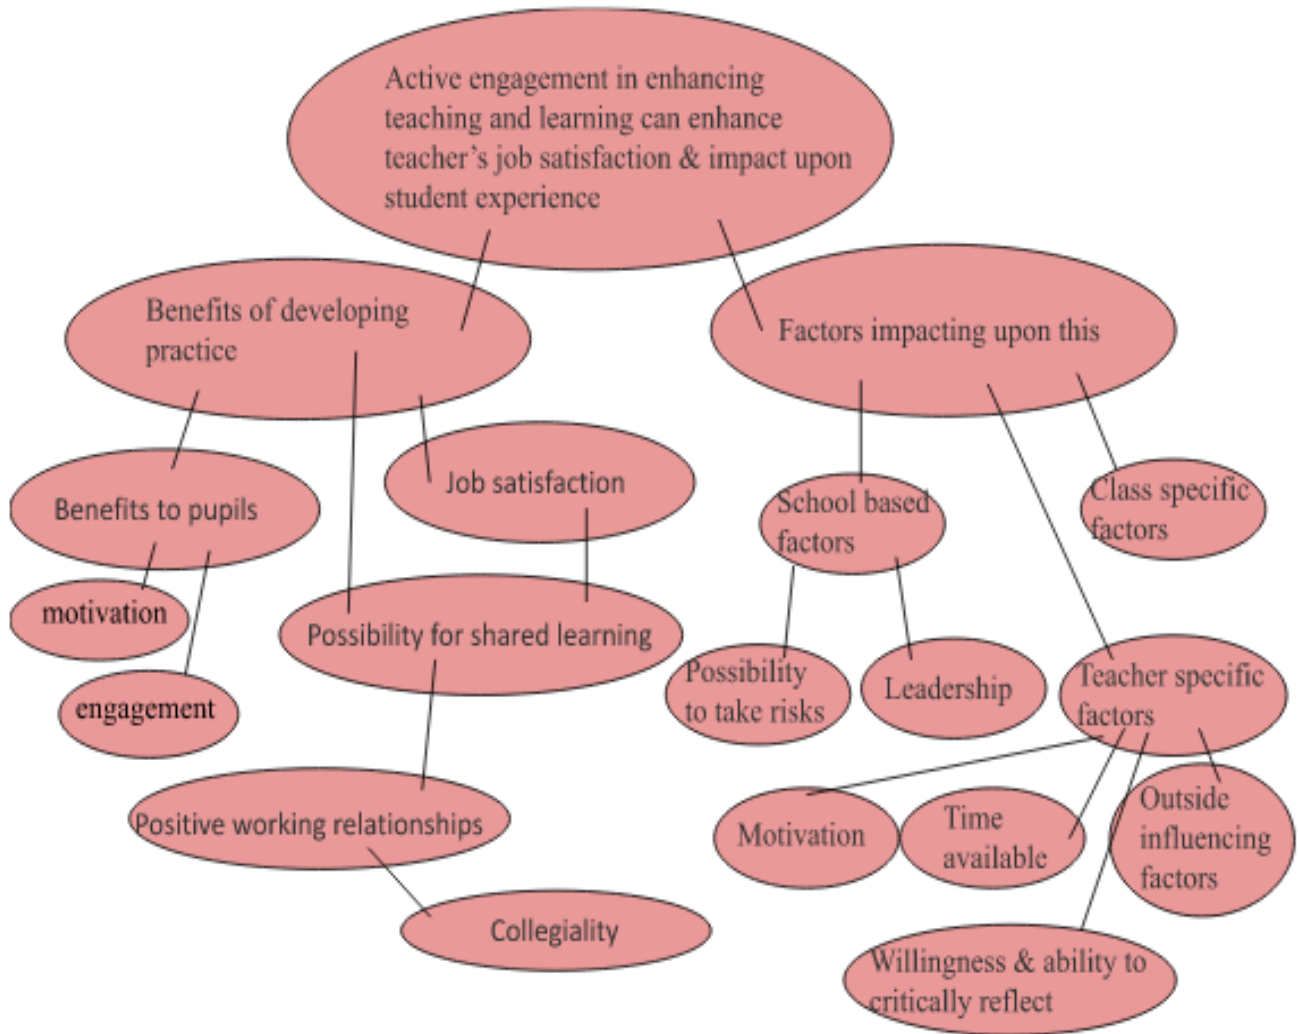 Active engagement in enhancing
teaching and learning can enhance
teacher’s job satisfaction & impact upon
student experience
Benefits of developing
practice
Factors impacting upon this
Benefits to pupils
Job satisfaction
School based
factors
Class specific
factors
motivation
Possibility for shared learning
engagement
Possibility
to take risks
Leadership
Teacher specific
factors
Positive working relationships
Motivation
Time
available
Outside
influencing
factors
Collegiality
Willingness & ability to
critically reflect